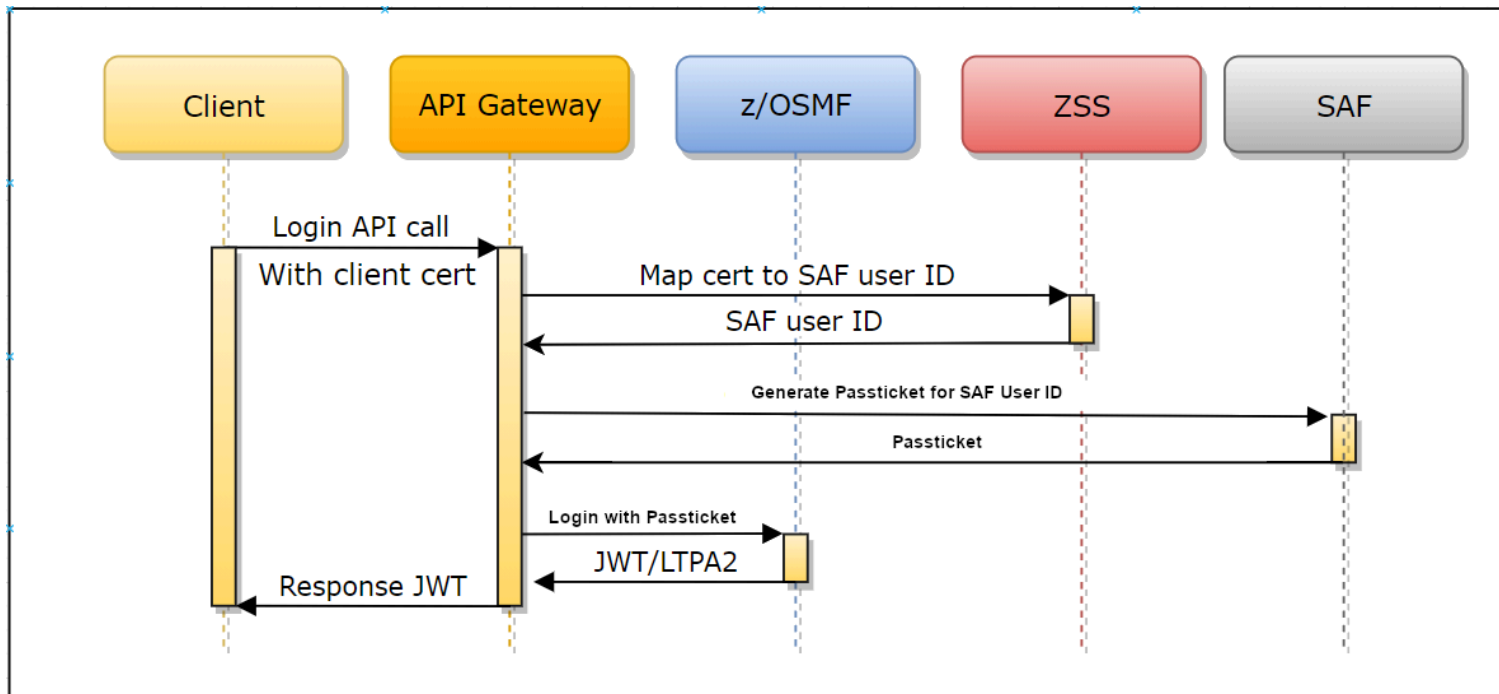 Client
API Gateway
z/OSMF
ZSS
SAF
Login API call
With client cert
Map cert to SAF user ID
SAF user ID
Generate Passticket for SAF User ID
Passticket
Login with Passticket
JWT/LTPA2
Response JWT